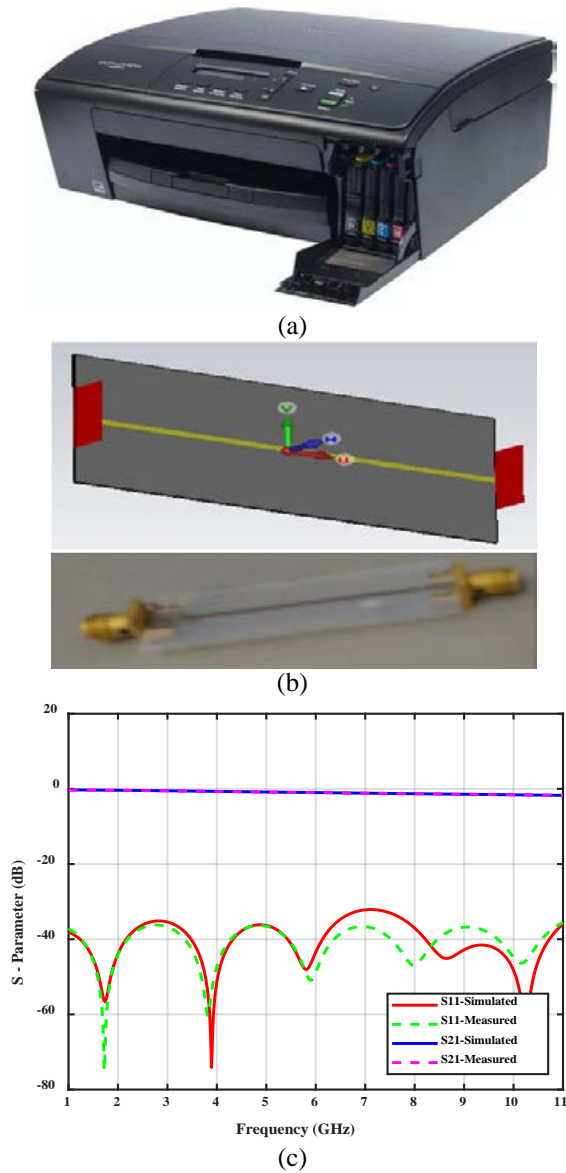 (a)
(b)
20
0
-20
-40
-60
-80
S - Parameter (dB)
S11-Simulated
S11-Measured
S21-Simulated
S21-Measured
1 2 3 4 5 6 7 8 9 10 11
Frequency (GHz)
(c)